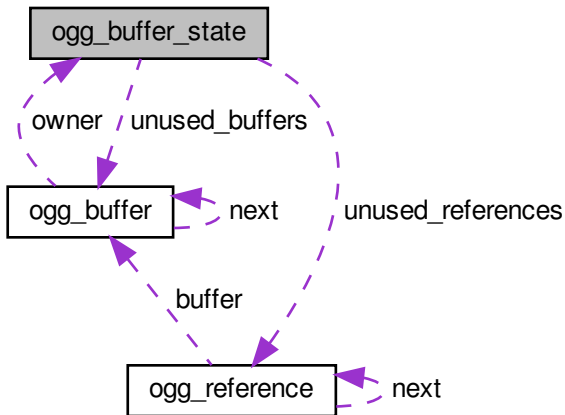 ogg_buffer_state
owner
unused_buffers
ogg_buffer
next
unused_references
buffer
ogg_reference
next